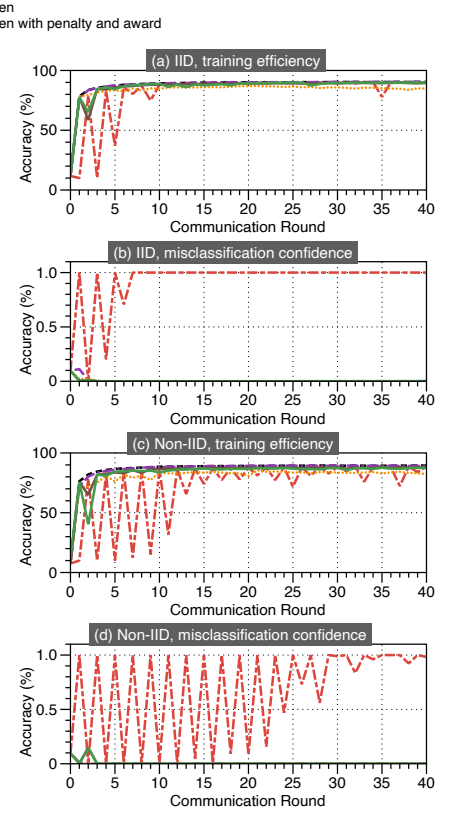 en
en with penalty and award
(a) IID, training efficiency
100
50
0
Accuracy (%)
0 5 10 15 20 25 30 35 40
Communication Round
(b) IID, misclassification confidence
1.0
0.5
0
Accuracy (%)
0 5 10 15 20 25 30 35 40
Communication Round
(c) Non-IID, training efficiency
100
50
0
Accuracy (%)
0 5 10 15 20 25 30 35 40
Communication Round
(d) Non-IID, misclassification confidence
1.0
0.5
0
Accuracy (%)
0 5 10 15 20 25 30 35 40
Communication Round